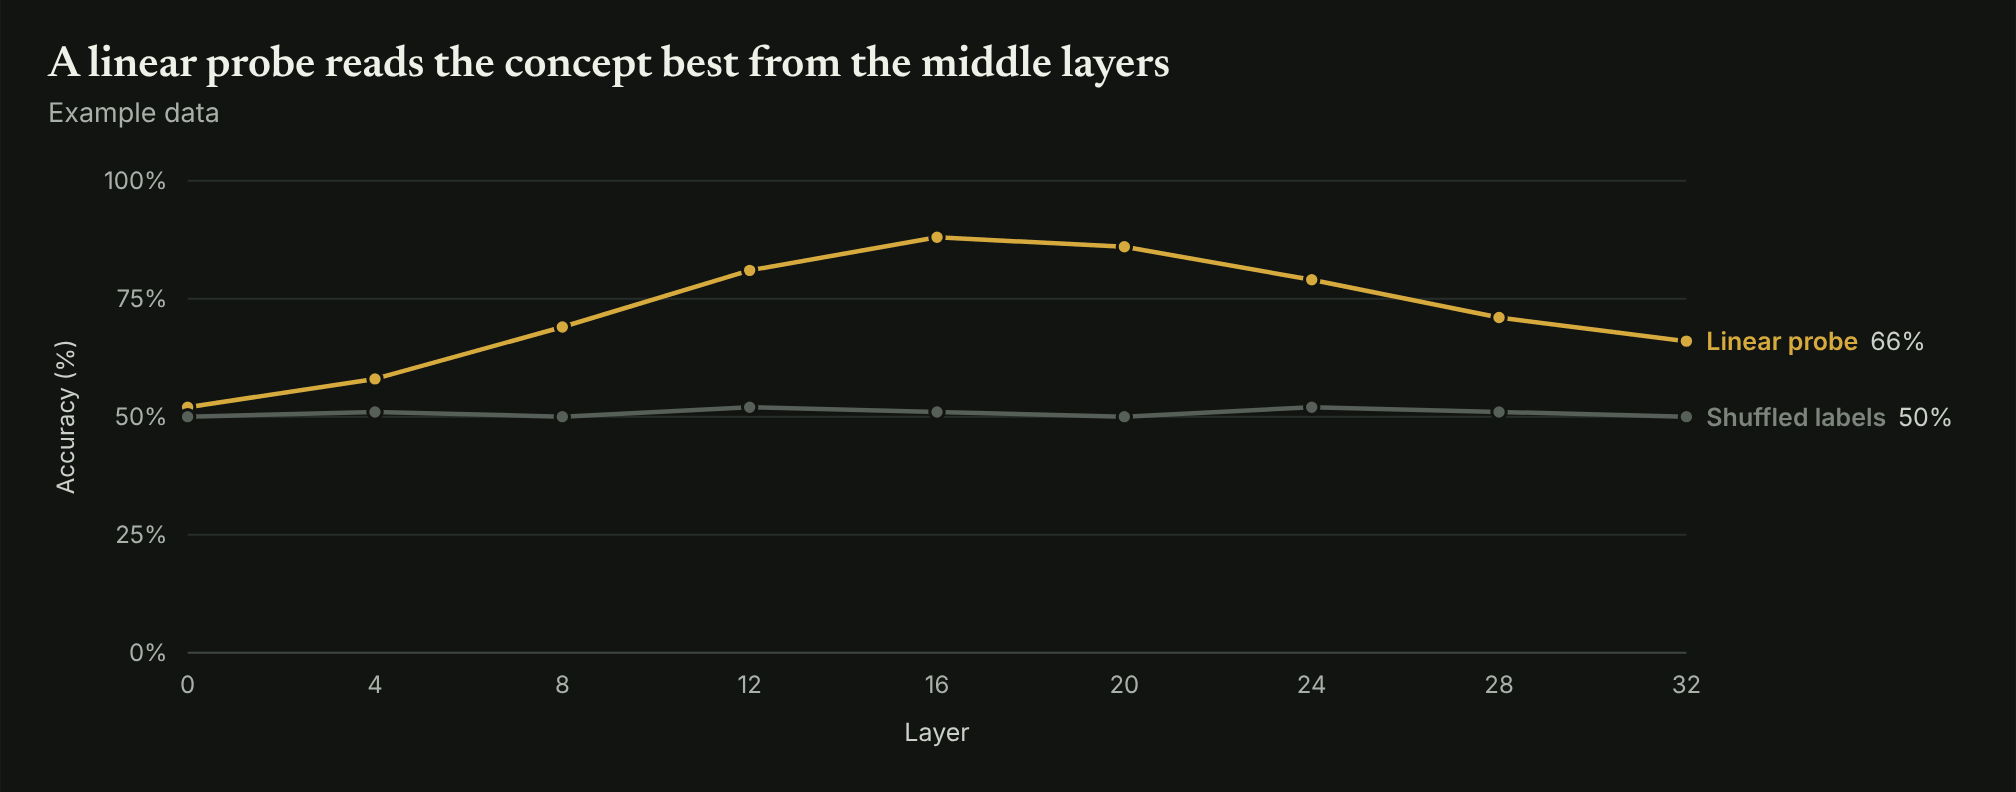 A linear probe reads the concept best from the middle layers
Example data
100%
75%
50%
25%
0%
Accuracy (%)
Linear probe 66%
Shuffled labels 50%
0 4 8 12 16 20 24 28 32
Layer